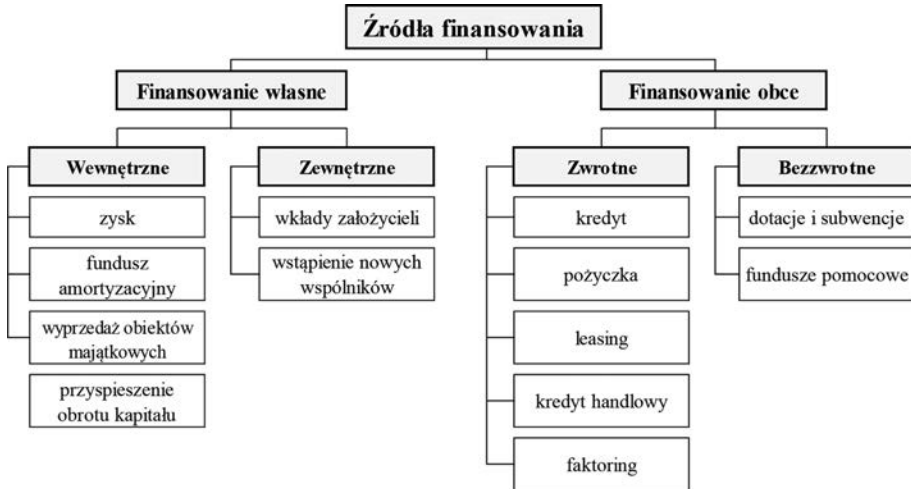 Źródła finansowania
Finansowanie własne
Finansowanie obce
Wewnętrzne
Zewnętrzne
Zwrotne
Bezzwrotne
zysk
fundusz
amortyzacyjny
wyprzedaż obiektów
majątkowych
przyspieszenie
obrotu kapitału
wkłady założycieli
wstąpienie nowych
wspólników
kredyt
pożyczka
leasing
kredyt handlowy
faktoring
dotacje i subwencje
fundusze pomocowe